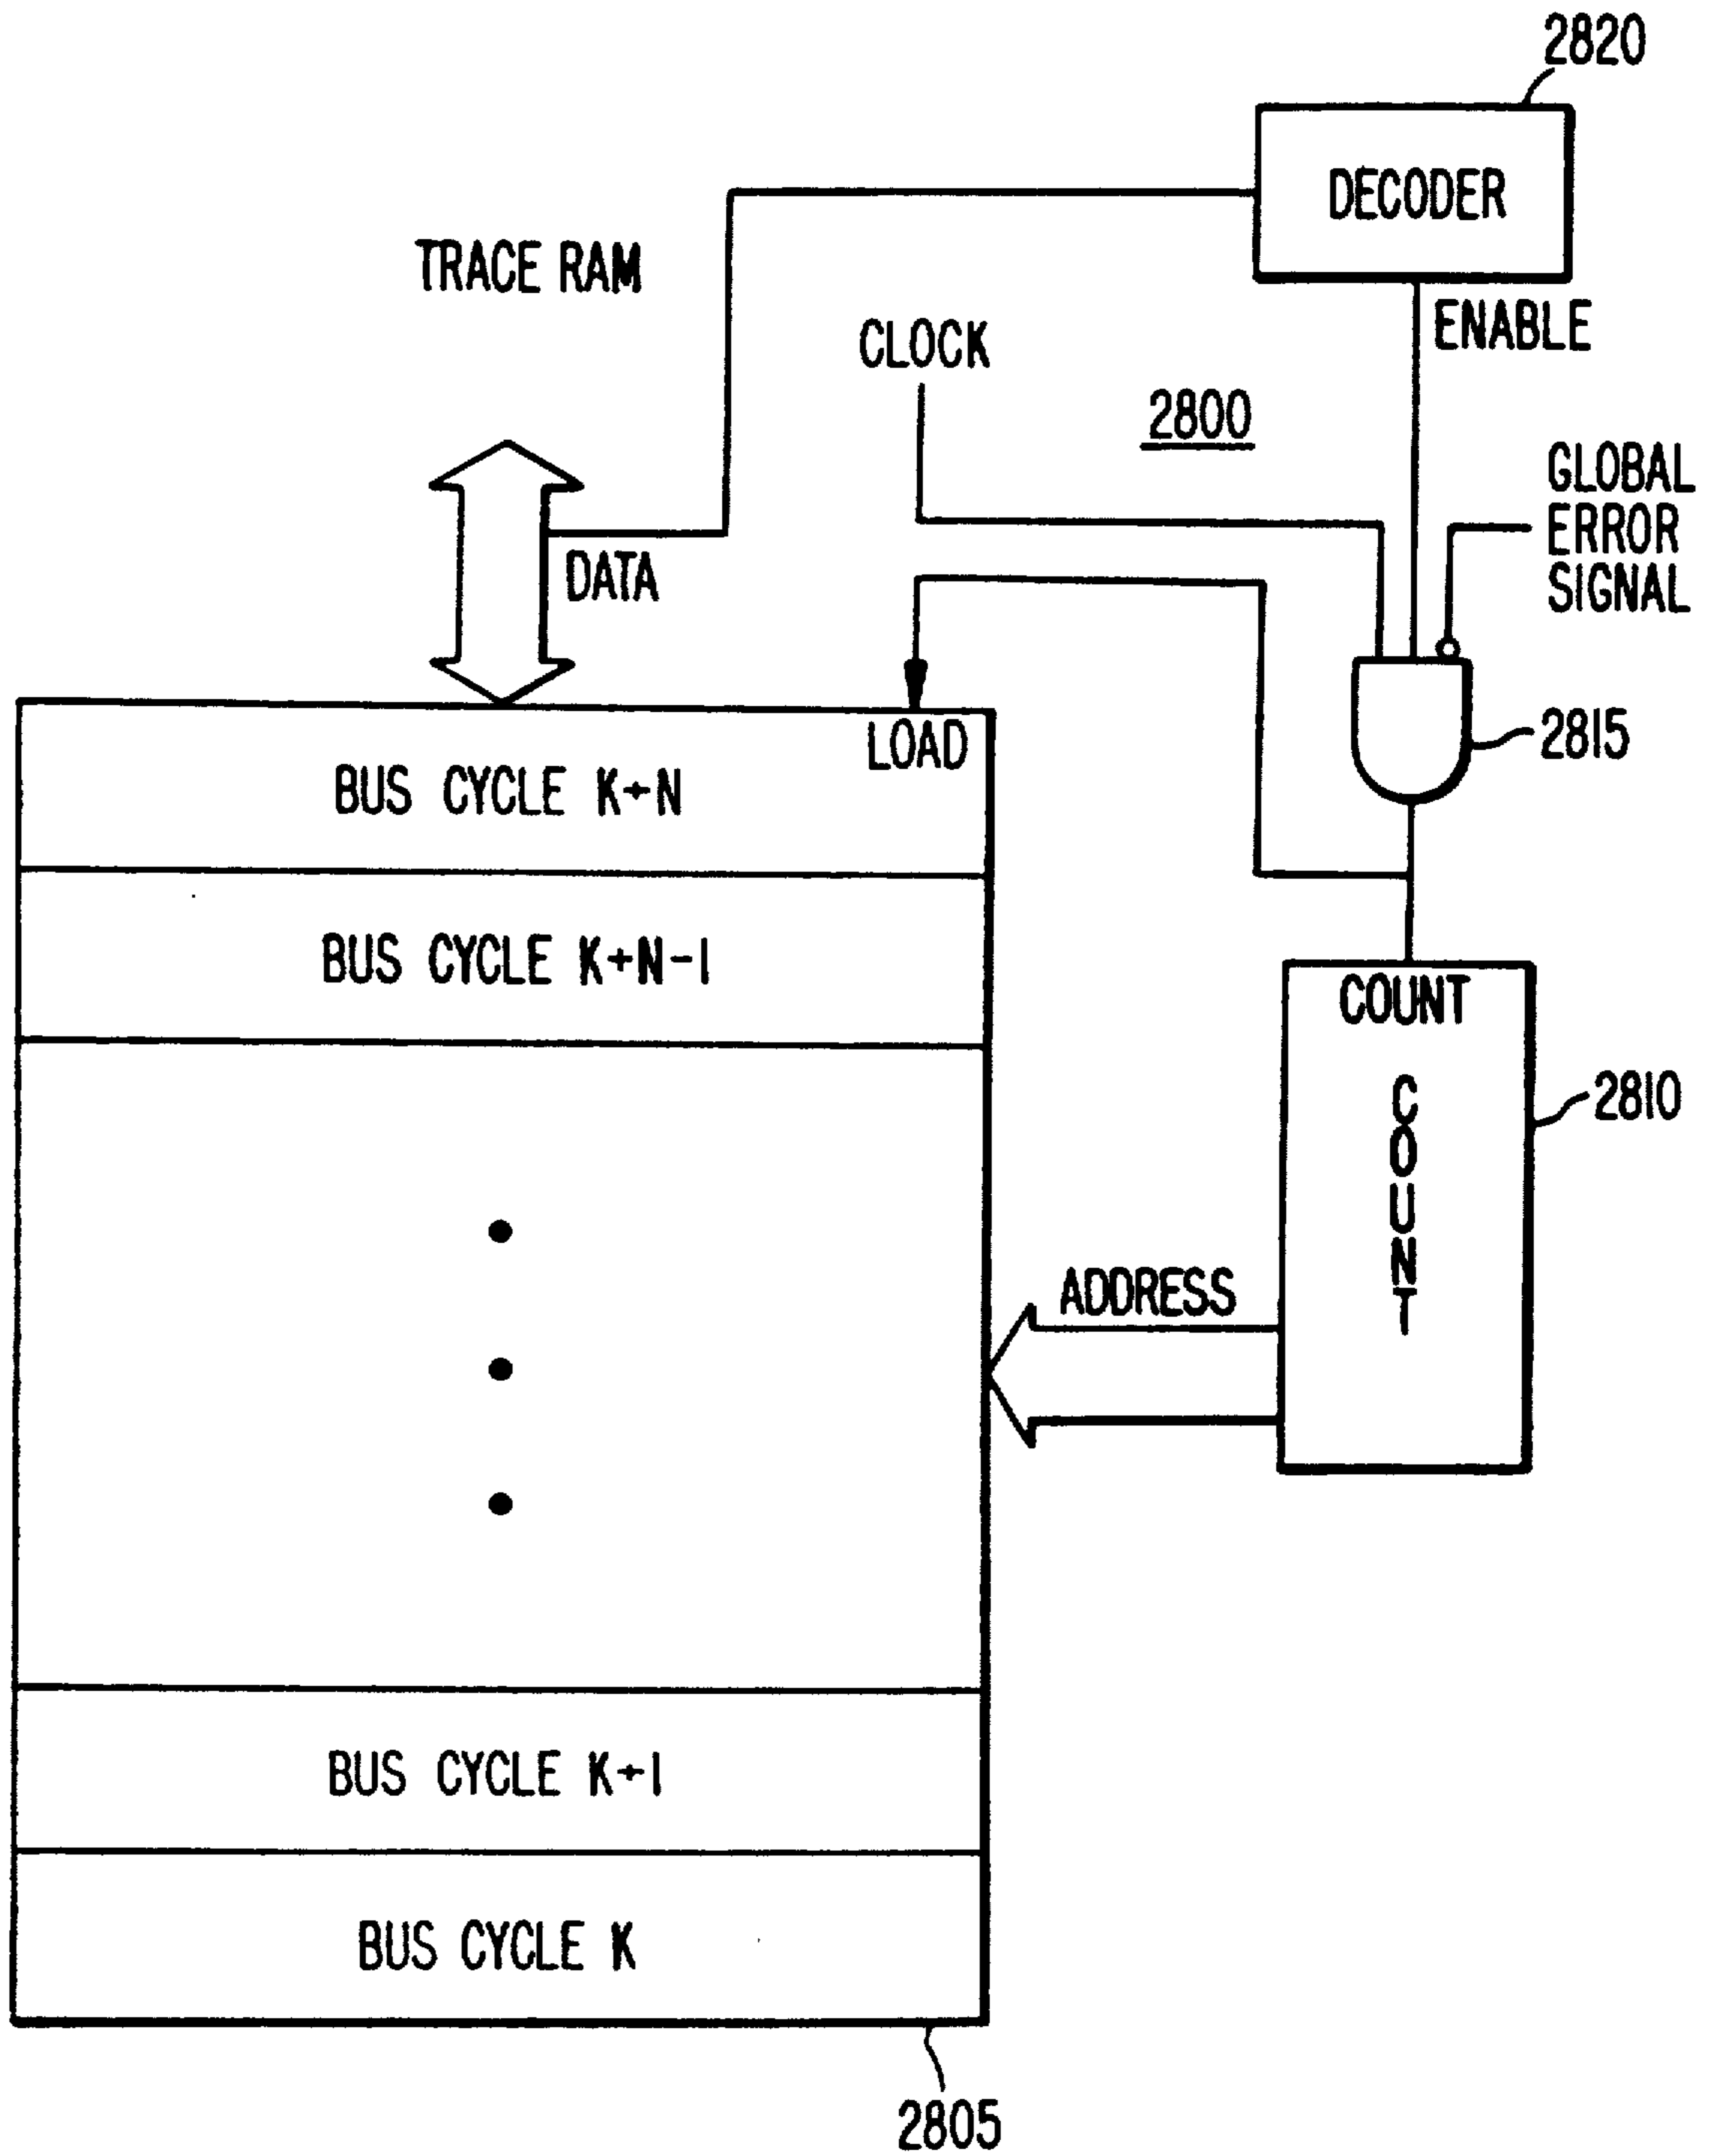 2820
DECODER
TRACE RAM
ENABLE
CLOCK
2800
GLOBAL
ERROR
SIGNAL
DATA
LOAD
2815
BUS CYCLE K+N
BUS CYCLE K+N-1
COUNT
COUNT
2810
ADDRESS
BUS CYCLE K+1
BUS CYCLE K
2805